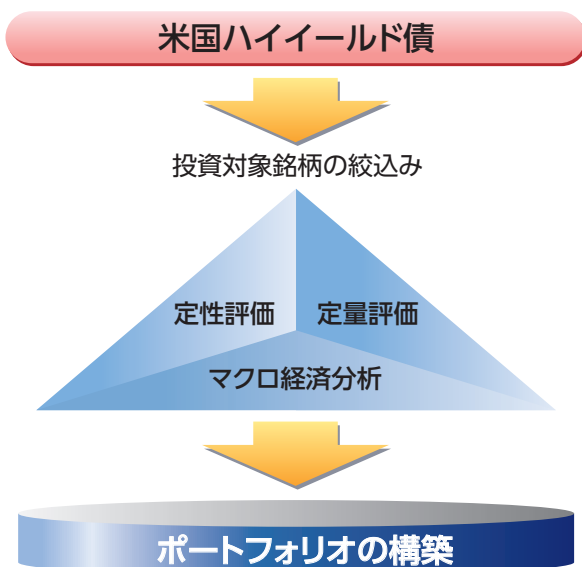 米国ハイイールド債
投資対象銘柄の絞込み
定性評価 定量評価
マクロ経済分析
ポートフォリオの構築